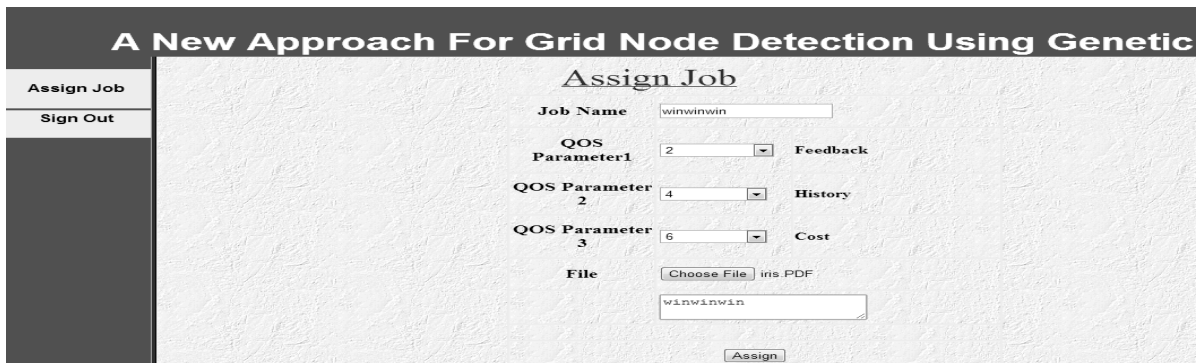 A New Approach For Grid Node Detection Using Genetic
Assign Job
Sign Out
Assign Job
Job Name winwinwin
QOS Parameter1 2 Feedback
QOS Parameter 2 4 History
QOS Parameter 3 6 Cost
File Choose File iris.PDF
winwinwin
Assign